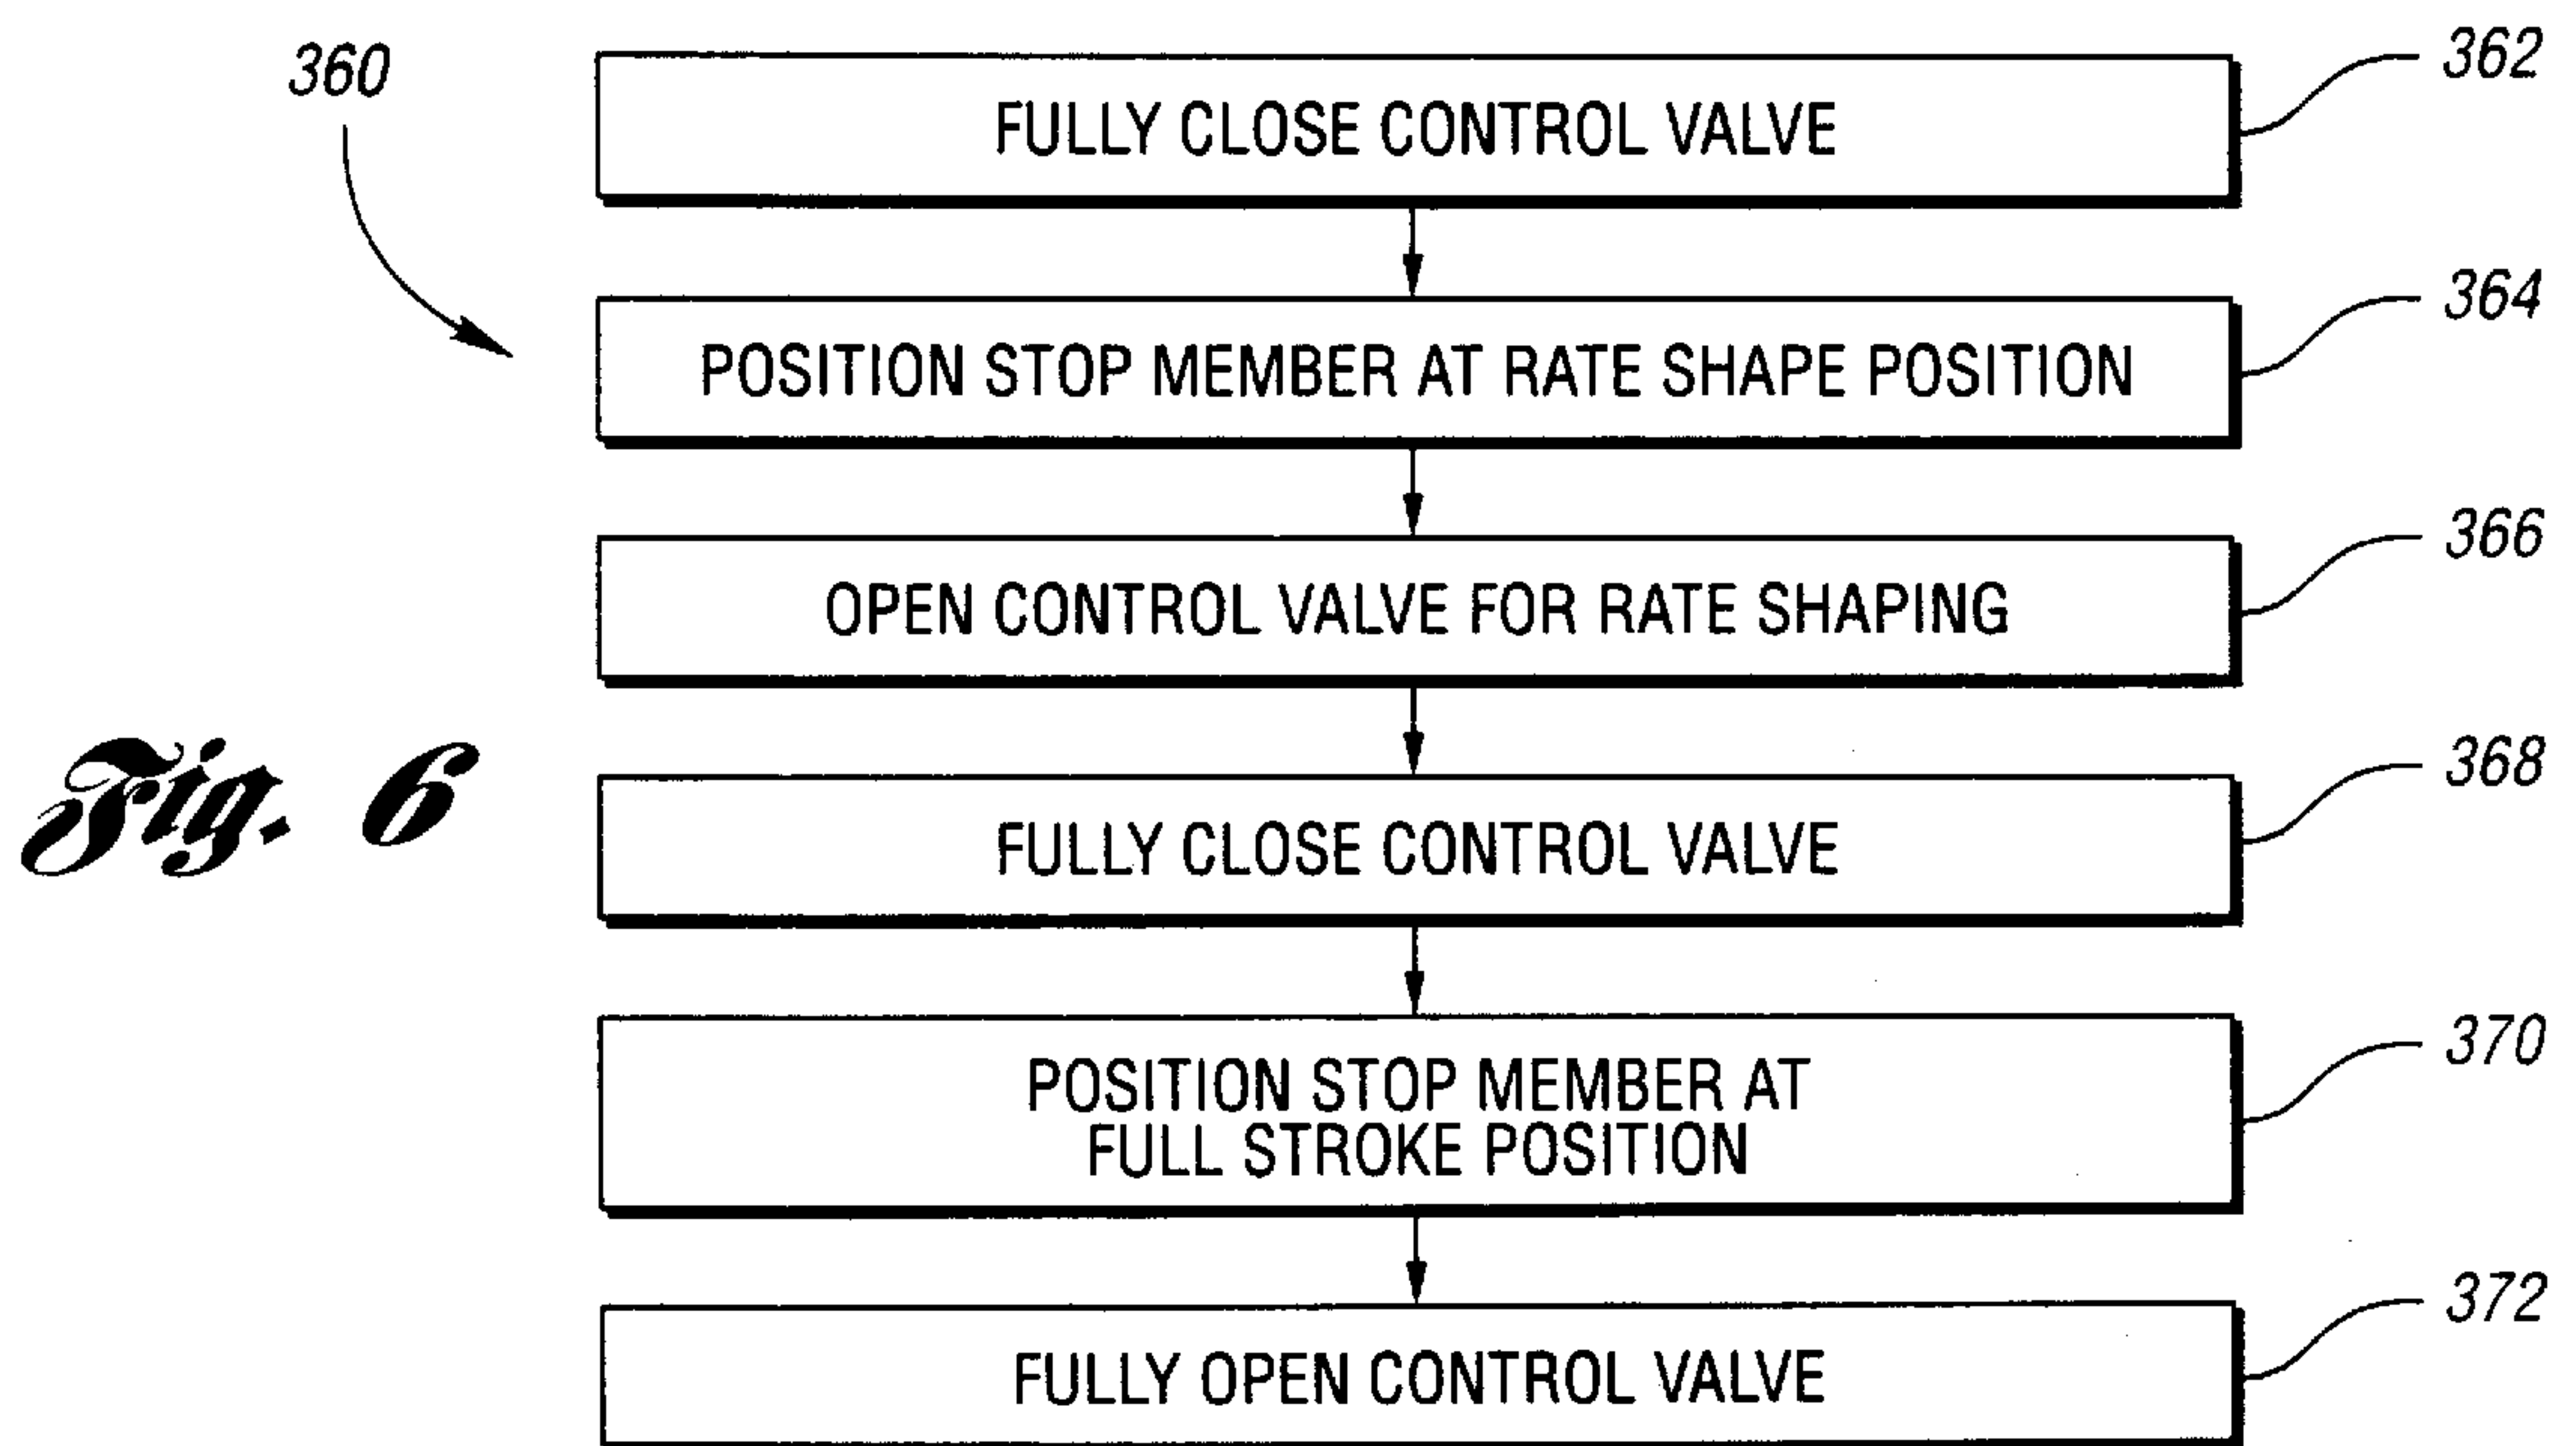 360
FULLY CLOSE CONTROL VALVE
362
POSITION STOP MEMBER AT RATE SHAPE POSITION
364
OPEN CONTROL VALVE FOR RATE SHAPING
366
Fig. 6
FULLY CLOSE CONTROL VALVE
368
POSITION STOP MEMBER AT
FULL STROKE POSITION
370
FULLY OPEN CONTROL VALVE
372